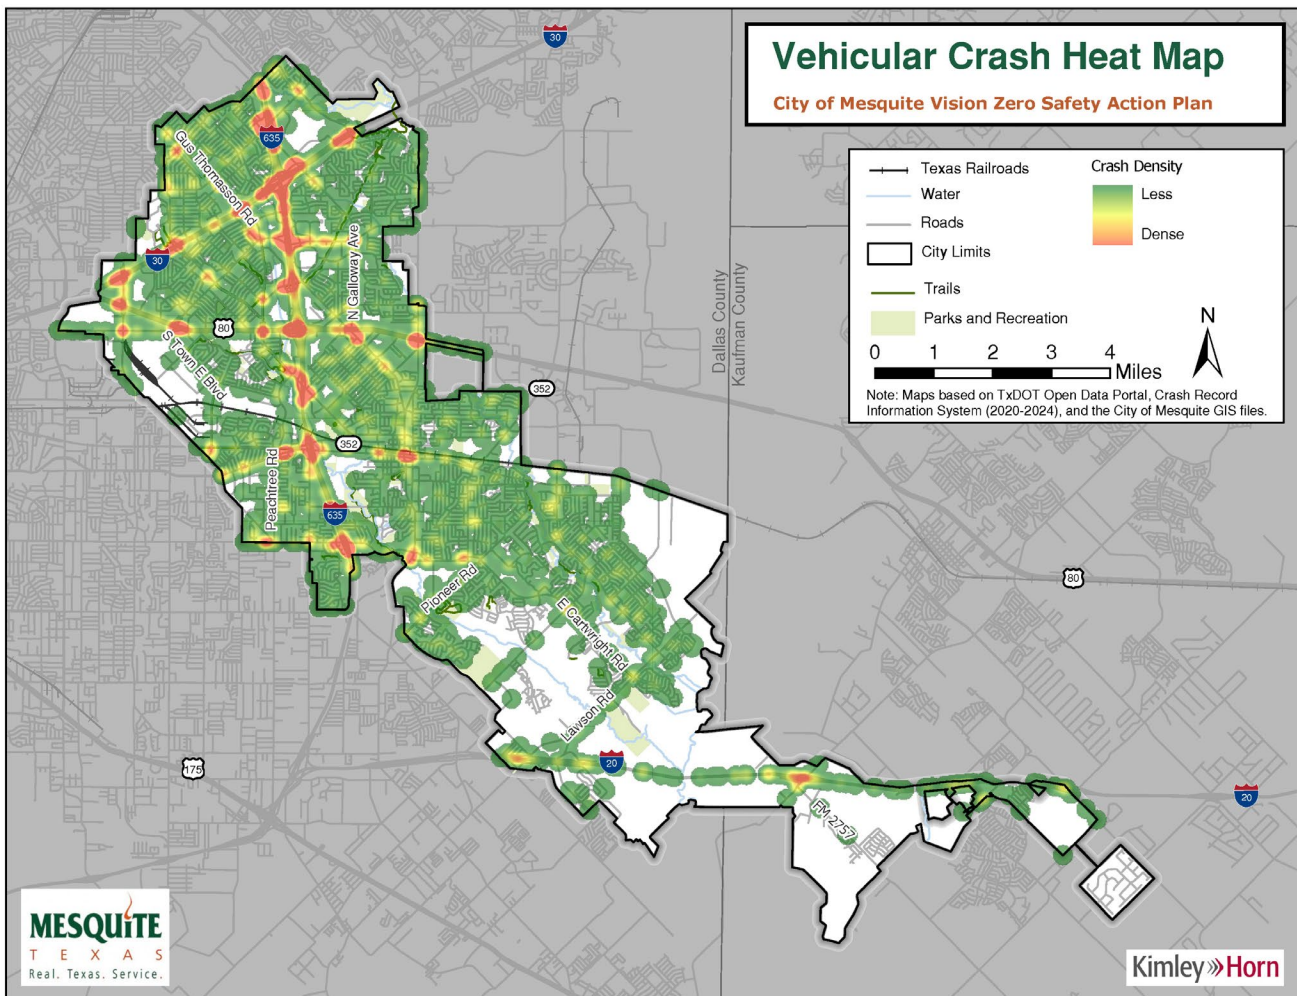 Vehicular Crash Heat Map
City of Mesquite Vision Zero Safety Action Plan
Texas Railroads
Water
Roads
City Limits
Trails
Parks and Recreation
Crash Density
Less
Dense
N
0 1 2 3 4 Miles
Note: Maps based on TxDOT Open Data Portal, Crash Record
Information System (2020-2024), and the City of Mesquite GIS files.
30
635
Gus Thomasson Rd
N Galloway Ave
30
80
S Town E Blvd
352
352
Dallas County
Kaufman County
Peachtree Rd
635
80
Pioneer Rd
E Cartwright Rd
Lawson Rd
175
20
20
FM 2757
MESQUiTE
TEXAS
Real. Texas. Service.
Kimley»Horn